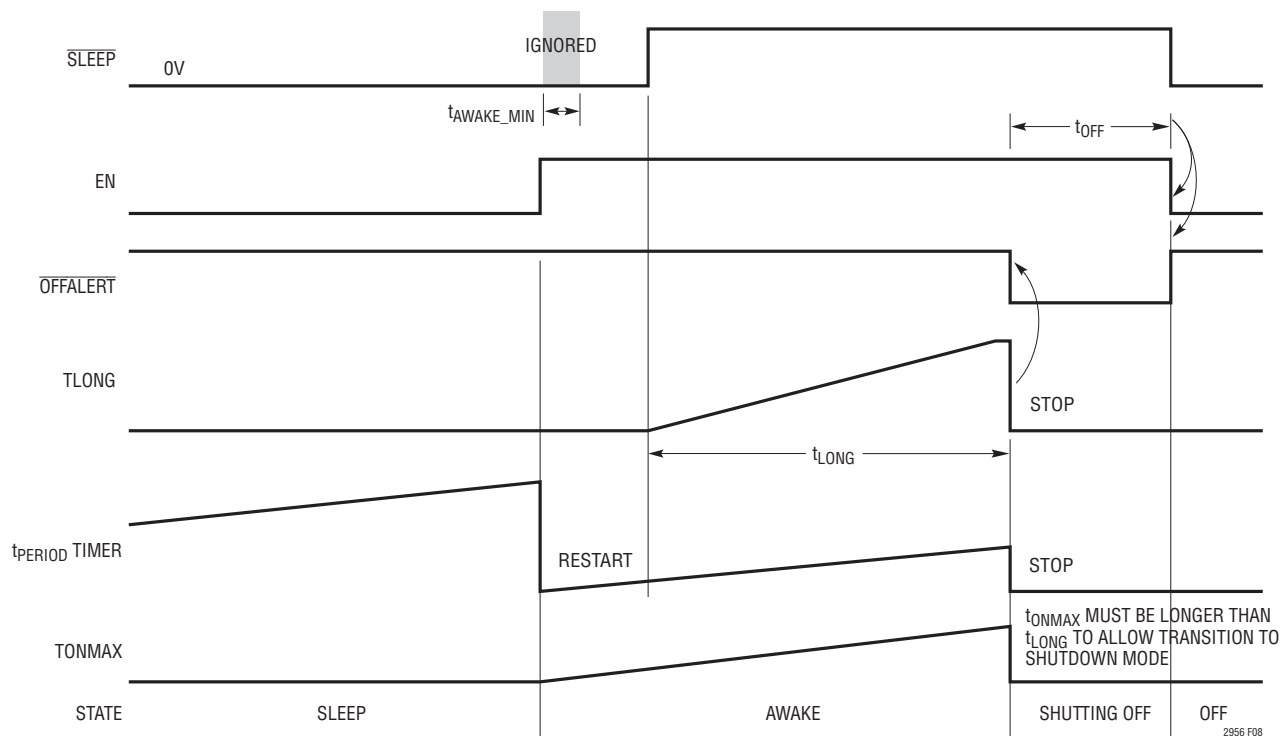 SLEEP
0V
IGNORED
tAWAKE_MIN
tOFF
EN
OFFALERT
TLONG
STOP
tLONG
tPERIOD TIMER
RESTART
STOP
TONMAX
tONMAX MUST BE LONGER THAN
tLONG TO ALLOW TRANSITION TO
SHUTDOWN MODE
STATE
SLEEP
AWAKE
SHUTTING OFF
OFF
2956 F08